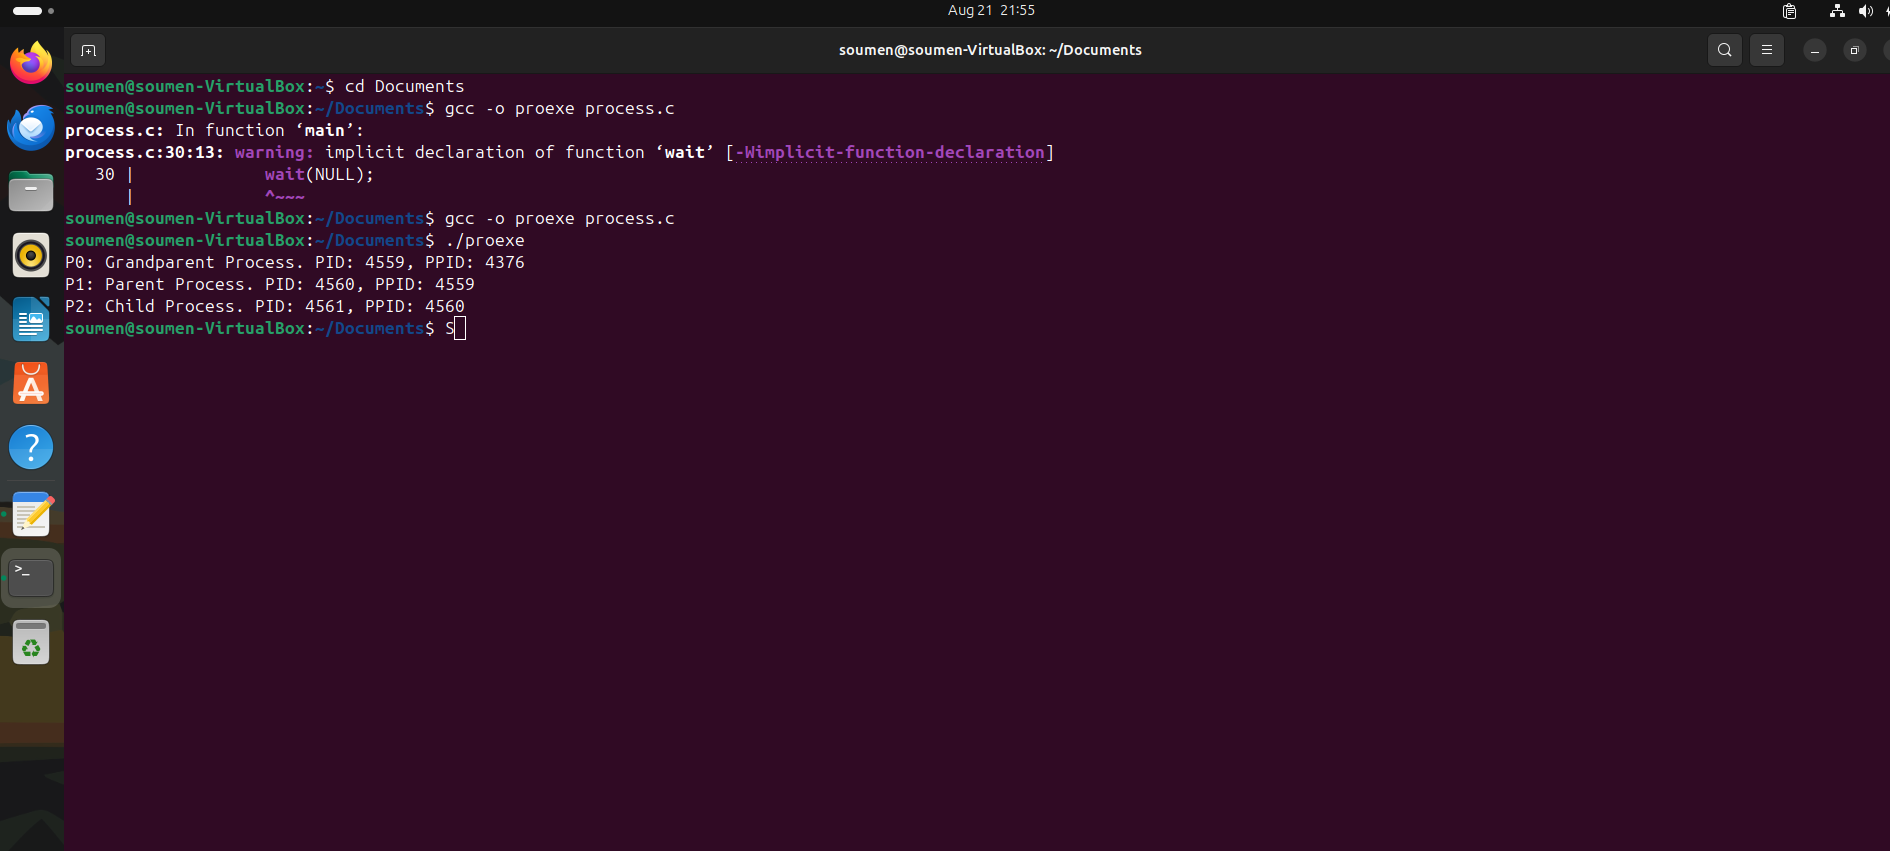 Aug 21 21:55
soumen@soumen-VirtualBox: ~/Documents
soumen@soumen-VirtualBox:~$ cd Documents
soumen@soumen-VirtualBox:~/Documents$ gcc -o proexe process.c
process.c: In function ‘main’:
process.c:30:13: warning: implicit declaration of function ‘wait’ [-Wimplicit-function-declaration]
   30 |             wait(NULL);
      |             ^~~~
soumen@soumen-VirtualBox:~/Documents$ gcc -o proexe process.c
soumen@soumen-VirtualBox:~/Documents$ ./proexe
P0: Grandparent Process. PID: 4559, PPID: 4376
P1: Parent Process. PID: 4560, PPID: 4559
P2: Child Process. PID: 4561, PPID: 4560
soumen@soumen-VirtualBox:~/Documents$ S